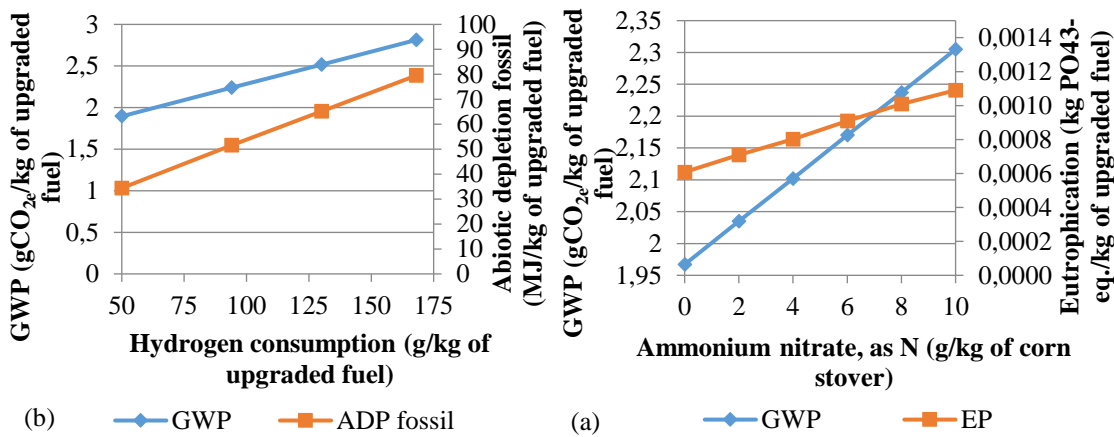 GWP (gCO2e/kg of upgraded
fuel)
3
2,5
2
1,5
1
0,5
0
100
90
80
70
60
50
40
30
20
10
0
Abiotic depletion fossil
(MJ/kg of upgraded fuel)
50 75 100 125 150 175
Hydrogen consumption (g/kg of
upgraded fuel)
(b) GWP ADP fossil
GWP (gCO2e/kg of upgraded
fuel)
2,35
2,3
2,25
2,2
2,15
2,1
2,05
2
1,95
0,0014
0,0012
0,0010
0,0008
0,0006
0,0004
0,0002
0,0000
Eutrophication (kg PO43-
eq./kg of upgraded fuel)
0 2 4 6 8 10
Ammonium nitrate, as N (g/kg of corn
stover)
(a) GWP EP